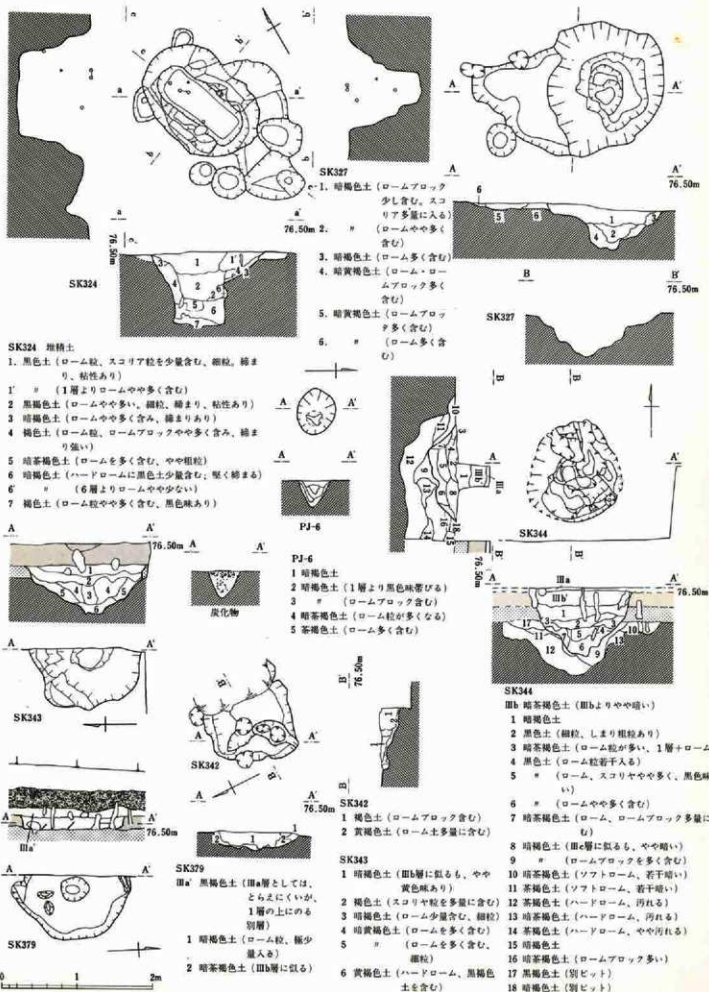 SK324
SK324 堆積土
1. 黒色土（ローム粒、スコリア粒を少量含む、細粒。締ま
り、粘性あり）
1′ 〃 （1層よりロームやや多く含む）
2 黒褐色土（ロームやや多い、細粒、締まり、粘性あり）
3 暗褐色土（ロームやや多く含み、締まりあり）
4 褐色土（ローム粒、ロームブロックやや多く含み、締ま
り強い）
5 暗茶褐色土（ロームを多く含む、やや粗粒）
6 暗褐色土（ハードロームに黒色土少量含む；堅く締まる）
6′ 〃 （6層よりロームやや少ない）
7 褐色土（ローム粒やや多く含む、黒色味あり）
76.50m
SK327
1. 暗褐色土（ロームブロック
少し含む。スコ
リア多量に入る）
2. 〃 （ロームやや多く
含む）
3. 暗褐色土（ローム多く含む）
4. 暗黄褐色土（ローム・ロー
ムブロック多く
含む）
5. 暗黄褐色土（ロームブロッ
ク多く含む）
6. 〃 （ローム多く含
む）
A A′
76.50m
B B′
76.50m
SK327
A A′
PJ-6
PJ-6
1 暗褐色土
2 暗褐色土（1層より黒色味帯びる）
3 〃 （ロームブロック含む）
4 暗茶褐色土（ローム粒が多くなる）
5 茶褐色土（ローム多く含む）
炭化物
A A′
76.50m
SK343
SK342
SK342
1 褐色土（ロームブロック含む）
2 黄褐色土（ローム土多量に含む）
SK343
1 暗褐色土（Ⅲb層に似るも、やや
黄色味あり）
2 褐色土（スコリヤ粒を多量に含む）
3 暗褐色土（ローム少量含む、細粒）
4 暗黄褐色土（ロームを多く含む）
5 〃 （ロームを多く含む、
細粒）
6 黄褐色土（ハードローム、黒褐色
土を含む）
A A′
76.50m
Ⅲa′
SK379
SK379
Ⅲa′ 黒褐色土（Ⅲa層としては、
とらえにくいが、
1層の上にのる
別層）
1 暗褐色土（ローム粒、極少
量入る）
2 暗茶褐色土（Ⅲb層に似る）
0 1 2m
SK344
Ⅲa
Ⅲb′
76.50m
SK344
Ⅲb 暗茶褐色土（Ⅲbよりやや暗い）
1 暗褐色土
2 黒色土（細粒、しまり粗粒あり）
3 暗茶褐色土（ローム粒が多い、1層+ローム
4 黒色土（ローム粒若干入る）
5 〃 （ローム、スコリヤやや多く、黒色味
い）
6 〃 （ロームやや多く含む）
7 暗茶褐色土（ローム、ロームブロック多量に
む）
8 暗褐色土（Ⅲc層に似るも、やや暗い）
9 〃 （ロームブロックを多く含む）
10 暗茶褐色土（ソフトローム、若干暗い）
11 茶褐色土（ソフトローム、若干暗い）
12 茶褐色土（ハードローム、汚れる）
13 暗茶褐色土（ハードローム、汚れる）
14 茶褐色土（ハードローム、やや汚れる）
15 暗褐色土
16 暗茶褐色土（ロームブロック多い）
17 黒褐色土（別ピット）
18 暗褐色土（別ピット）